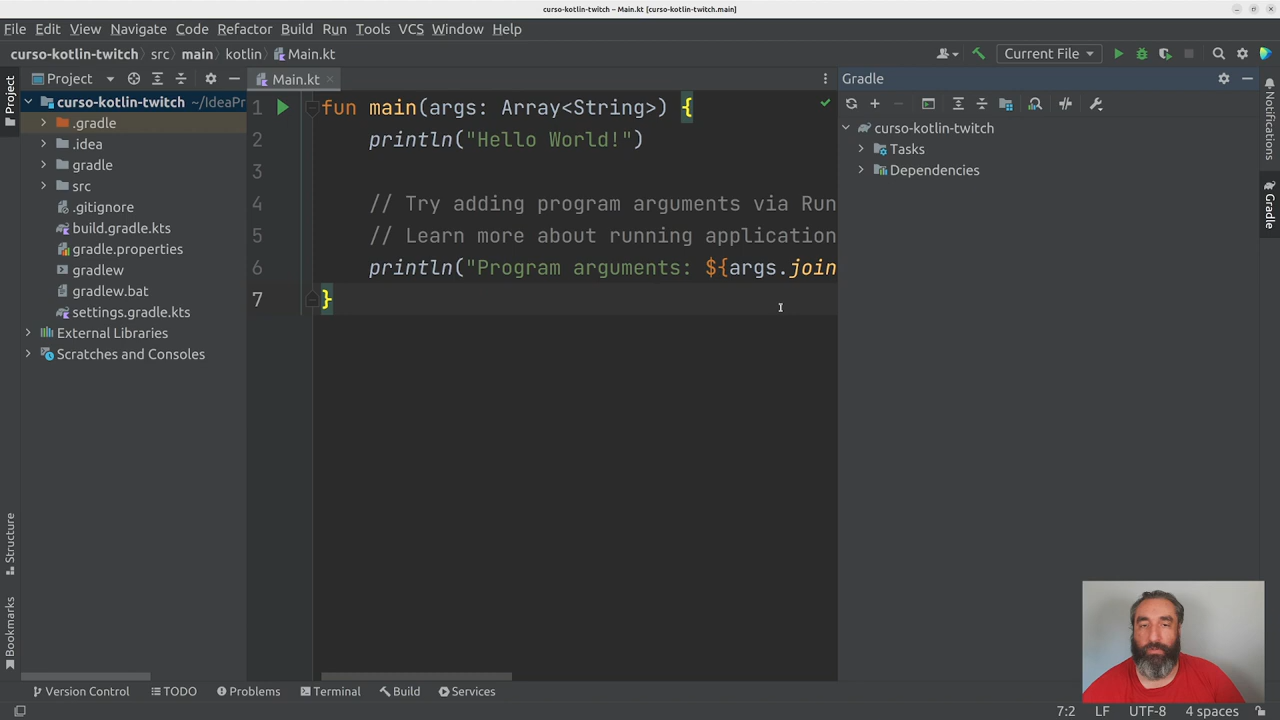 curso-kotlin-twitch – Main.kt [curso-kotlin-twitch.main]
File Edit View Navigate Code Refactor Build Run Tools VCS Window Help
curso-kotlin-twitch src main kotlin Main.kt
Current File
Project
Main.kt
Gradle
Project
curso-kotlin-twitch ~/IdeaPr
.gradle
.idea
gradle
src
.gitignore
build.gradle.kts
gradle.properties
gradlew
gradlew.bat
settings.gradle.kts
External Libraries
Scratches and Consoles
Structure
Bookmarks
1 fun main(args: Array<String>) {
2 println("Hello World!")
3
4 // Try adding program arguments via Run
5 // Learn more about running application
6 println("Program arguments: ${args.join
7 }
curso-kotlin-twitch
Tasks
Dependencies
Notifications
Gradle
Version Control TODO Problems Terminal Build Services
7:2 LF UTF-8 4 spaces